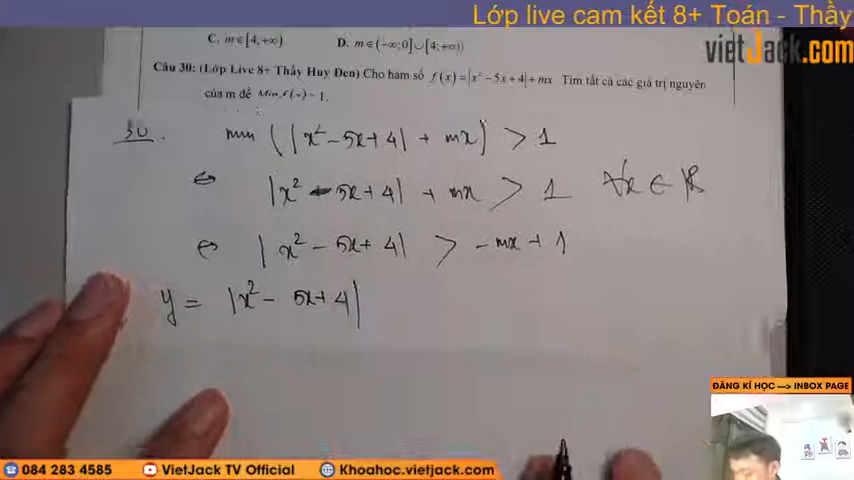 Lớp live cam kết 8+ Toán - Thầy
vietJack.com
C. m∈[4,+∞)
D. m∈(-∞;0]∪[4;+∞))
Câu 30: (Lớp Live 8+ Thầy Huy Đen) Cho hàm số f(x)=|x²-5x+4|+mx Tìm tất cả các giá trị nguyên
của m để Min f(x) > 1.
30.
min (|x² - 5x + 4| + mx) > 1
⇔ |x² - 5x + 4| + mx > 1 ∀x ∈ ℝ
⇔ |x² - 5x + 4| > -mx + 1
y = |x² - 5x + 4|
ĐĂNG KÍ HỌC —> INBOX PAGE
084 283 4585
VietJack TV Official
Khoahoc.vietjack.com